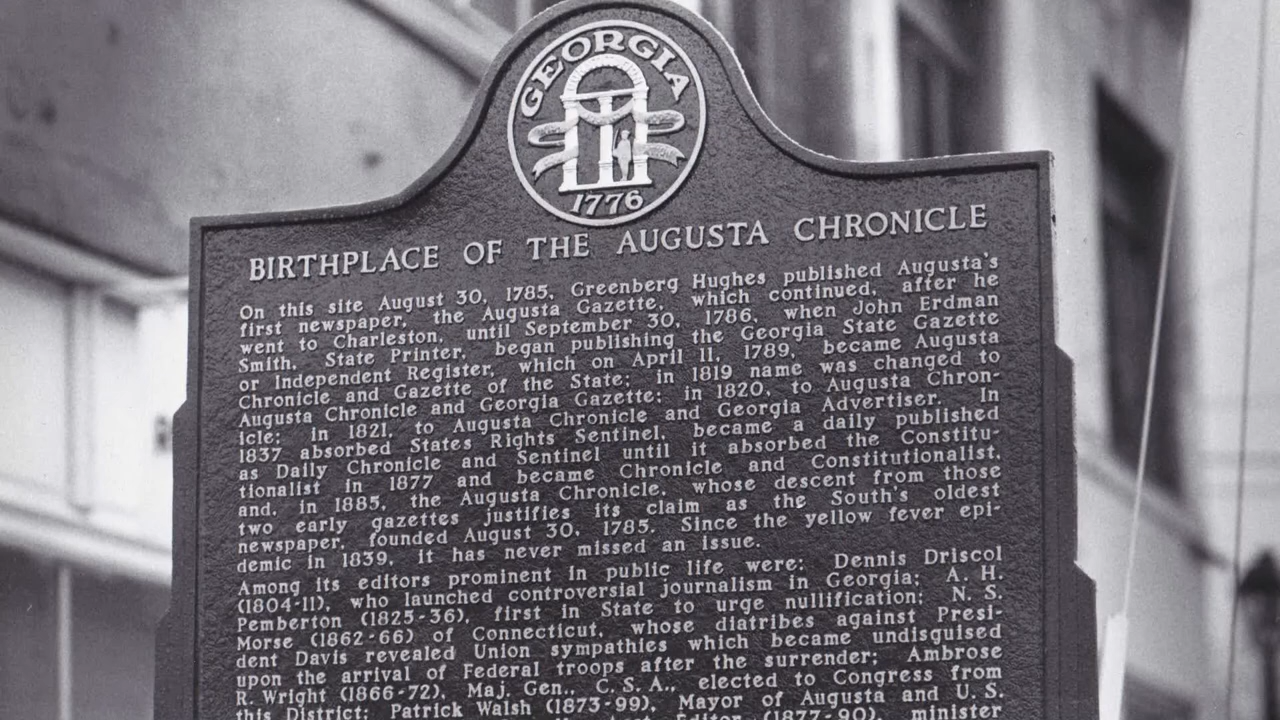 GEORGIA
1776
BIRTHPLACE OF THE AUGUSTA CHRONICLE
On this site August 30, 1785, Greenberg Hughes published Augusta's
first newspaper, the Augusta Gazette, which continued, after he
went to Charleston, until September 30, 1786, when John Erdman
Smith, State Printer, began publishing the Georgia State Gazette
or Independent Register, which on April 11, 1789, became Augusta
Chronicle and Gazette of the State; in 1819 name was changed to
Augusta Chronicle and Georgia Gazette; in 1820, to Augusta Chron-
icle; in 1821, to Augusta Chronicle and Georgia Advertiser. In
1837 absorbed States Rights Sentinel, became a daily published
as Daily Chronicle and Sentinel until it absorbed the Constitu-
tionalist in 1877 and became Chronicle and Constitutionalist,
and, in 1885, the Augusta Chronicle, whose descent from those
two early gazettes justifies its claim as the South's oldest
newspaper, founded August 30, 1785. Since the yellow fever epi-
demic in 1839, it has never missed an issue.
Among its editors prominent in public life were: Dennis Driscol
(1804-11), who launched controversial journalism in Georgia; A. H.
Pemberton (1825-36), first in State to urge nullification; N. S.
Morse (1862-66) of Connecticut, whose diatribes against Presi-
dent Davis revealed Union sympathies which became undisguised
upon the arrival of Federal troops after the surrender; Ambrose
R. Wright (1866-72), Maj. Gen., C. S. A., elected to Congress from
this District; Patrick Walsh (1873-99), Mayor of Augusta and U. S.
Editor (1877-90), minister